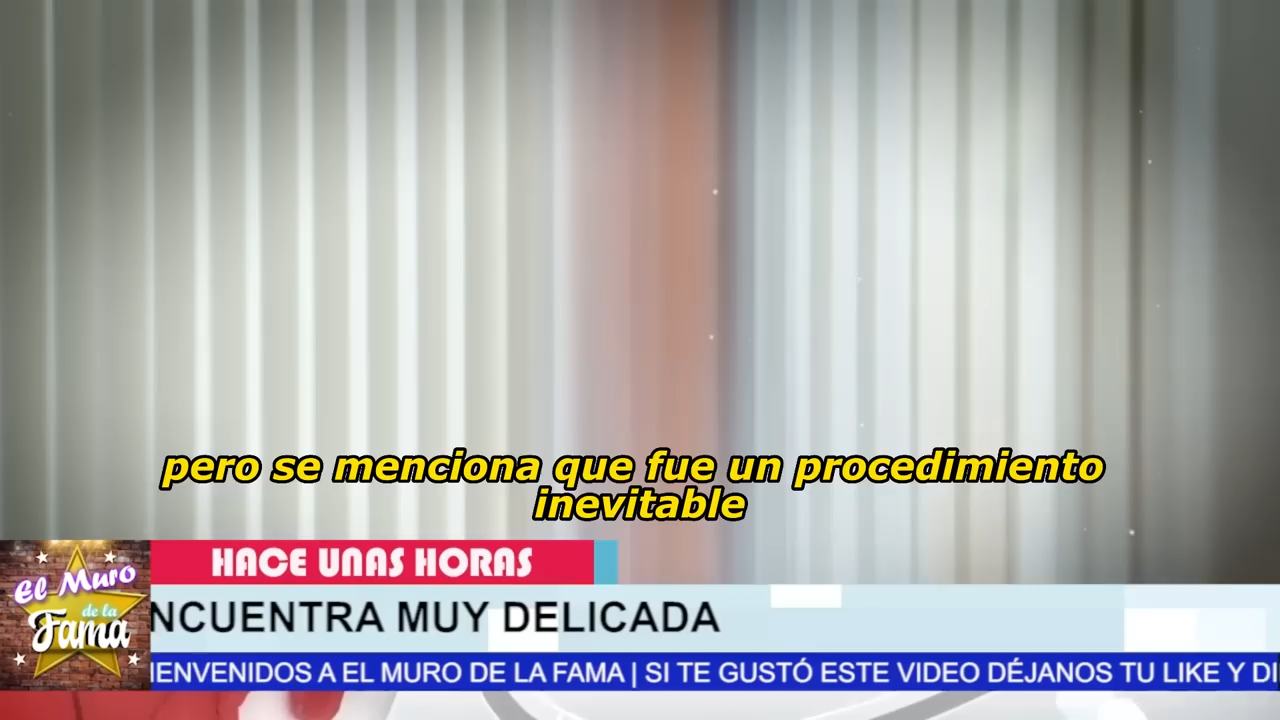 pero se menciona que fue un procedimiento
inevitable
HACE UNAS HORAS
El Muro
de la
Fama
NCUENTRA MUY DELICADA
IENVENIDOS A EL MURO DE LA FAMA | SI TE GUSTÓ ESTE VIDEO DÉJANOS TU LIKE Y DI